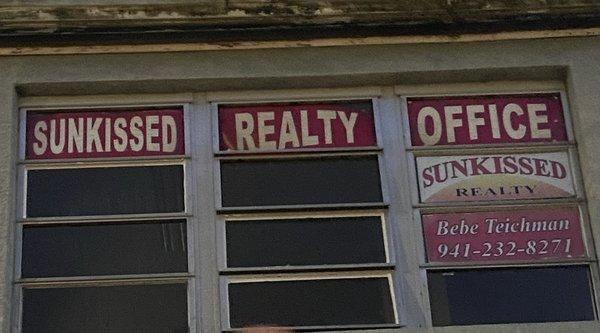 SUNKISSED REALTY OFFICE
SUNKISSED
REALTY
Bebe Teichman
941-232-8271